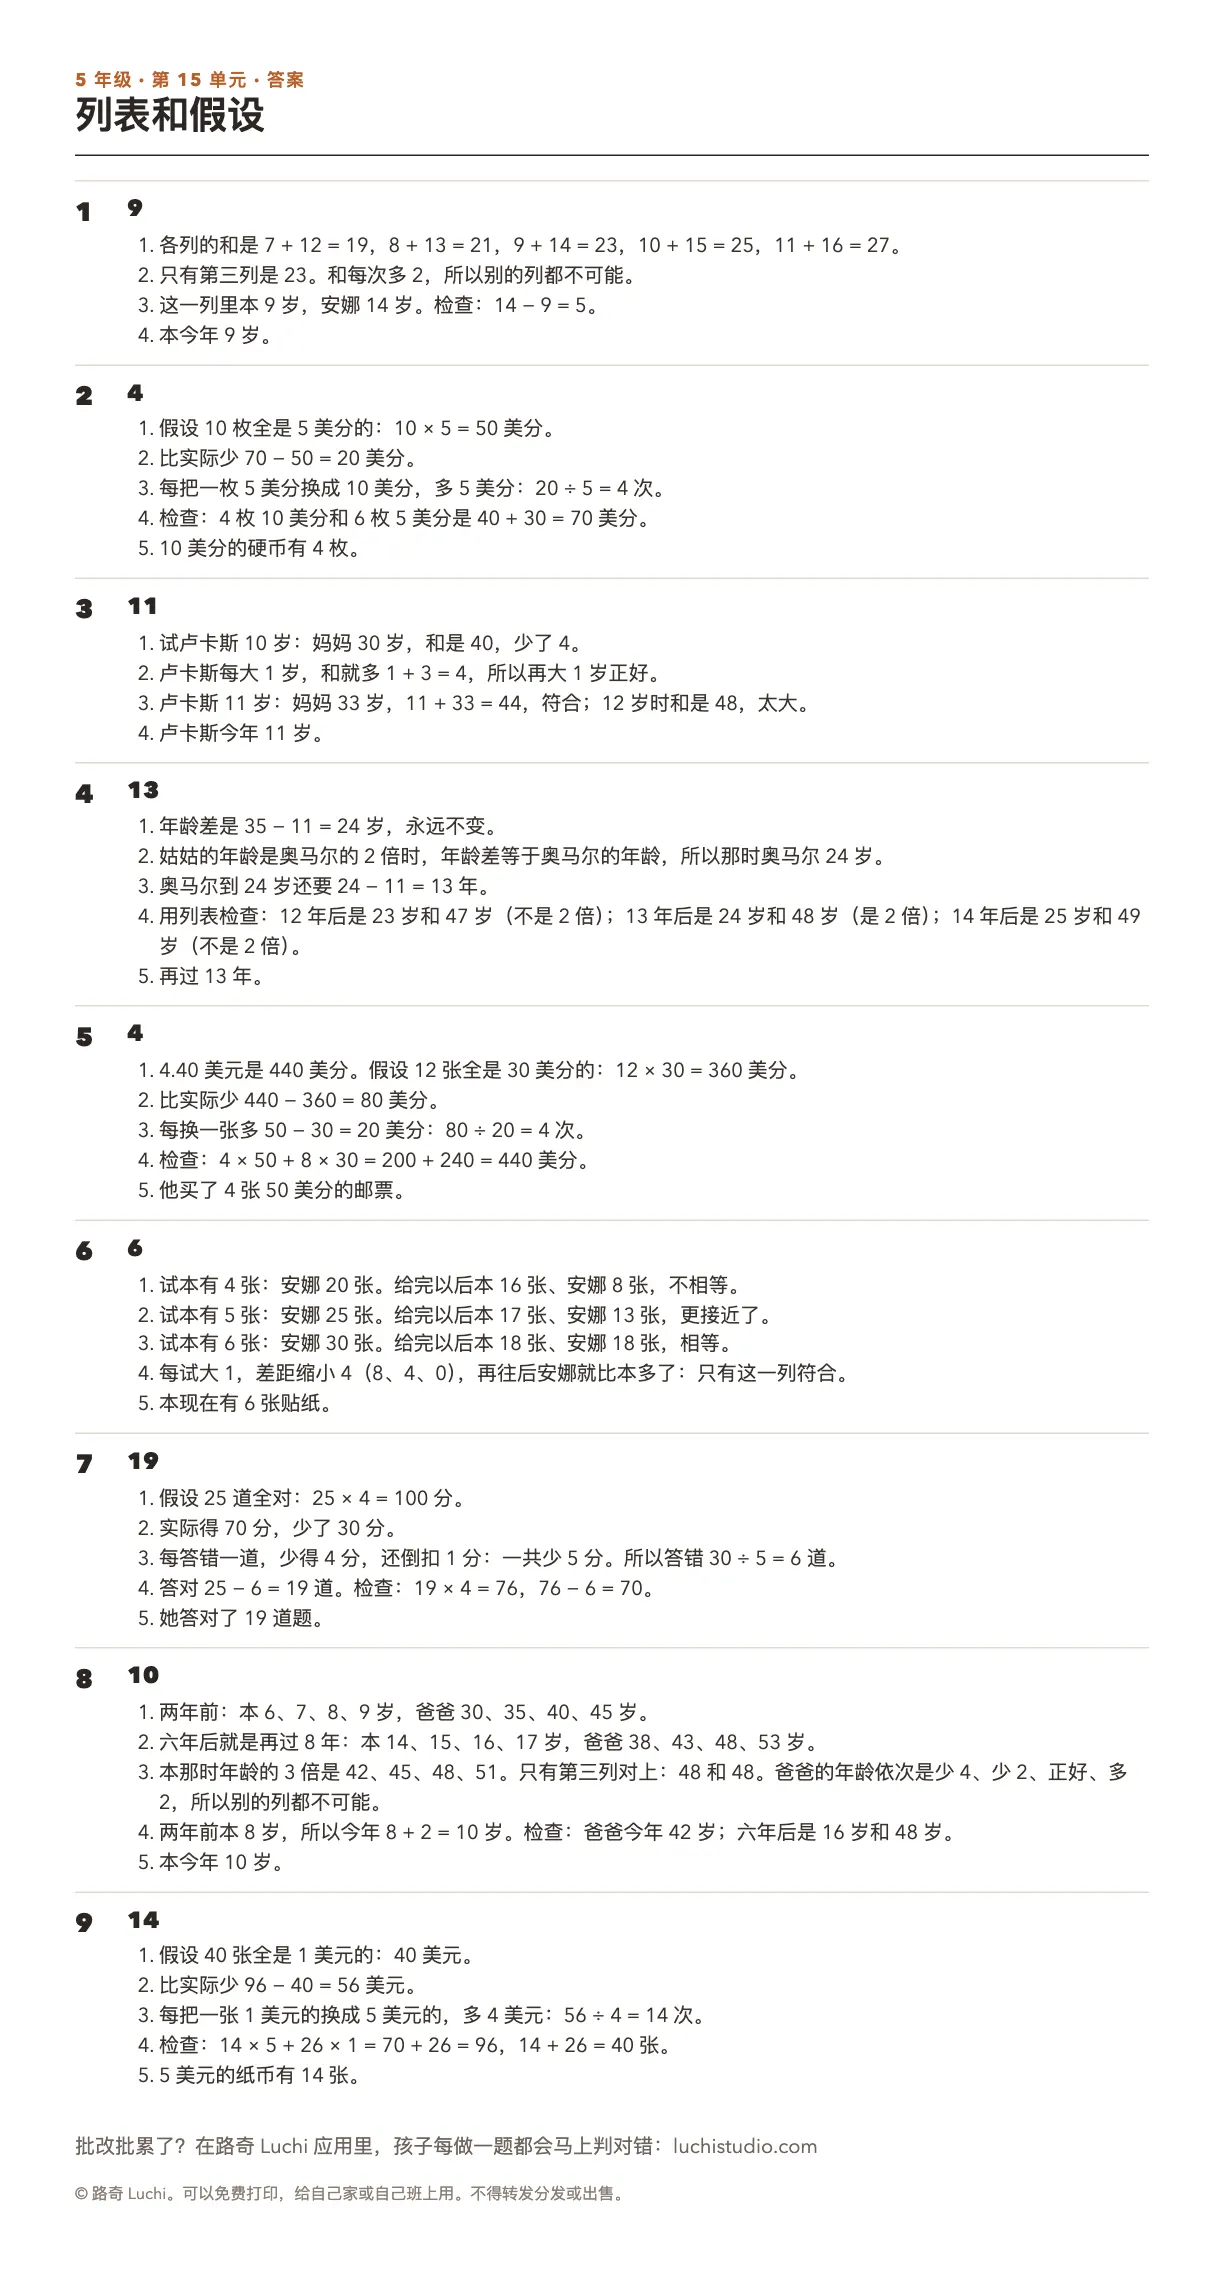 5 年级 · 第 15 单元 · 答案
列表和假设
1 9
1. 各列的和是 7 + 12 = 19，8 + 13 = 21，9 + 14 = 23，10 + 15 = 25，11 + 16 = 27。
2. 只有第三列是 23。和每次多 2，所以别的列都不可能。
3. 这一列里本 9 岁，安娜 14 岁。检查：14 − 9 = 5。
4. 本今年 9 岁。
2 4
1. 假设 10 枚全是 5 美分的：10 × 5 = 50 美分。
2. 比实际少 70 − 50 = 20 美分。
3. 每把一枚 5 美分换成 10 美分，多 5 美分：20 ÷ 5 = 4 次。
4. 检查：4 枚 10 美分和 6 枚 5 美分是 40 + 30 = 70 美分。
5. 10 美分的硬币有 4 枚。
3 11
1. 试卢卡斯 10 岁：妈妈 30 岁，和是 40，少了 4。
2. 卢卡斯每大 1 岁，和就多 1 + 3 = 4，所以再大 1 岁正好。
3. 卢卡斯 11 岁：妈妈 33 岁，11 + 33 = 44，符合；12 岁时和是 48，太大。
4. 卢卡斯今年 11 岁。
4 13
1. 年龄差是 35 − 11 = 24 岁，永远不变。
2. 姑姑的年龄是奥马尔的 2 倍时，年龄差等于奥马尔的年龄，所以那时奥马尔 24 岁。
3. 奥马尔到 24 岁还要 24 − 11 = 13 年。
4. 用列表检查：12 年后是 23 岁和 47 岁（不是 2 倍）；13 年后是 24 岁和 48 岁（是 2 倍）；14 年后是 25 岁和 49
岁（不是 2 倍）。
5. 再过 13 年。
5 4
1. 4.40 美元是 440 美分。假设 12 张全是 30 美分的：12 × 30 = 360 美分。
2. 比实际少 440 − 360 = 80 美分。
3. 每换一张多 50 − 30 = 20 美分：80 ÷ 20 = 4 次。
4. 检查：4 × 50 + 8 × 30 = 200 + 240 = 440 美分。
5. 他买了 4 张 50 美分的邮票。
6 6
1. 试本有 4 张：安娜 20 张。给完以后本 16 张、安娜 8 张，不相等。
2. 试本有 5 张：安娜 25 张。给完以后本 17 张、安娜 13 张，更接近了。
3. 试本有 6 张：安娜 30 张。给完以后本 18 张、安娜 18 张，相等。
4. 每试大 1，差距缩小 4（8、4、0），再往后安娜就比本多了：只有这一列符合。
5. 本现在有 6 张贴纸。
7 19
1. 假设 25 道全对：25 × 4 = 100 分。
2. 实际得 70 分，少了 30 分。
3. 每答错一道，少得 4 分，还倒扣 1 分：一共少 5 分。所以答错 30 ÷ 5 = 6 道。
4. 答对 25 − 6 = 19 道。检查：19 × 4 = 76，76 − 6 = 70。
5. 她答对了 19 道题。
8 10
1. 两年前：本 6、7、8、9 岁，爸爸 30、35、40、45 岁。
2. 六年后就是再过 8 年：本 14、15、16、17 岁，爸爸 38、43、48、53 岁。
3. 本那时年龄的 3 倍是 42、45、48、51。只有第三列对上：48 和 48。爸爸的年龄依次是少 4、少 2、正好、多
2，所以别的列都不可能。
4. 两年前本 8 岁，所以今年 8 + 2 = 10 岁。检查：爸爸今年 42 岁；六年后是 16 岁和 48 岁。
5. 本今年 10 岁。
9 14
1. 假设 40 张全是 1 美元的：40 美元。
2. 比实际少 96 − 40 = 56 美元。
3. 每把一张 1 美元的换成 5 美元的，多 4 美元：56 ÷ 4 = 14 次。
4. 检查：14 × 5 + 26 × 1 = 70 + 26 = 96，14 + 26 = 40 张。
5. 5 美元的纸币有 14 张。
批改批累了？在路奇 Luchi 应用里，孩子每做一题都会马上判对错：luchistudio.com
© 路奇 Luchi。可以免费打印，给自己家或自己班上用。不得转发分发或出售。